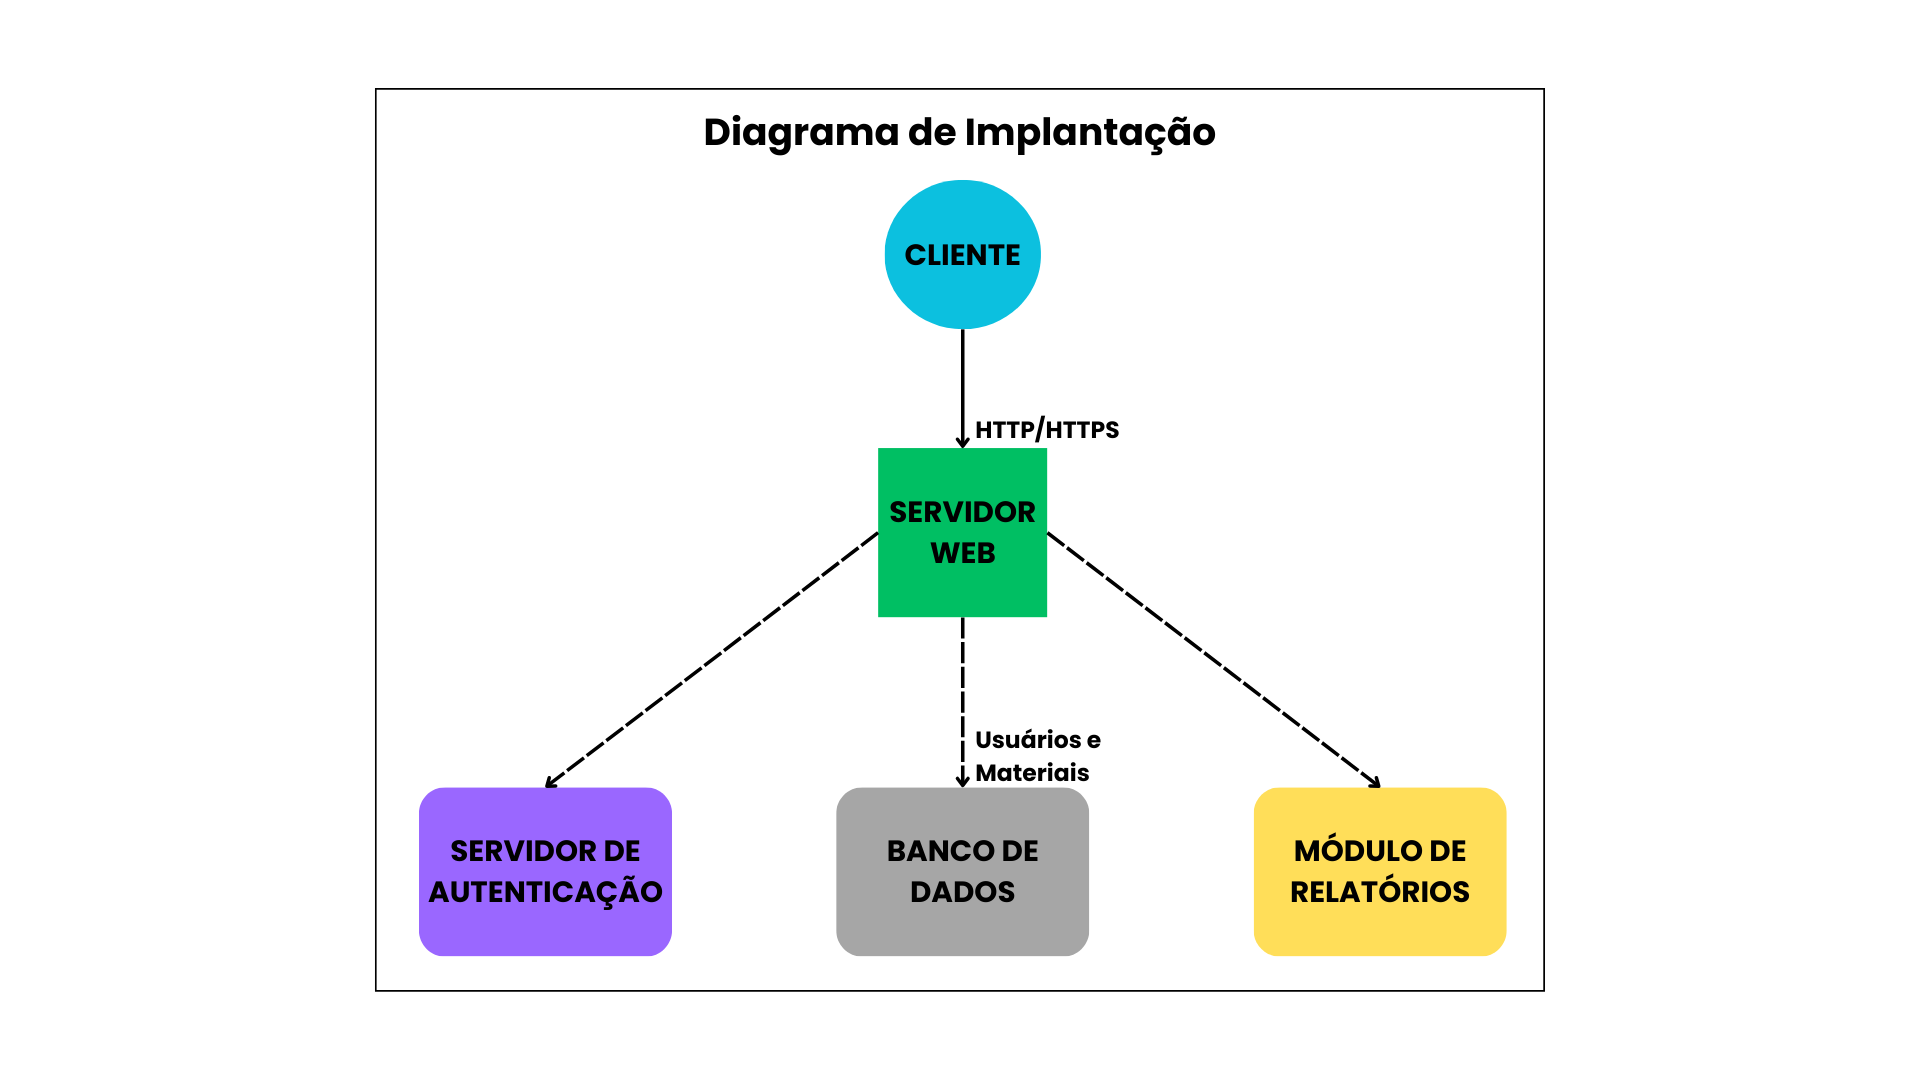 Diagrama de Implantação
CLIENTE
HTTP/HTTPS
SERVIDOR
WEB
Usuários e
Materiais
SERVIDOR DE
AUTENTICAÇÃO
BANCO DE
DADOS
MÓDULO DE
RELATÓRIOS